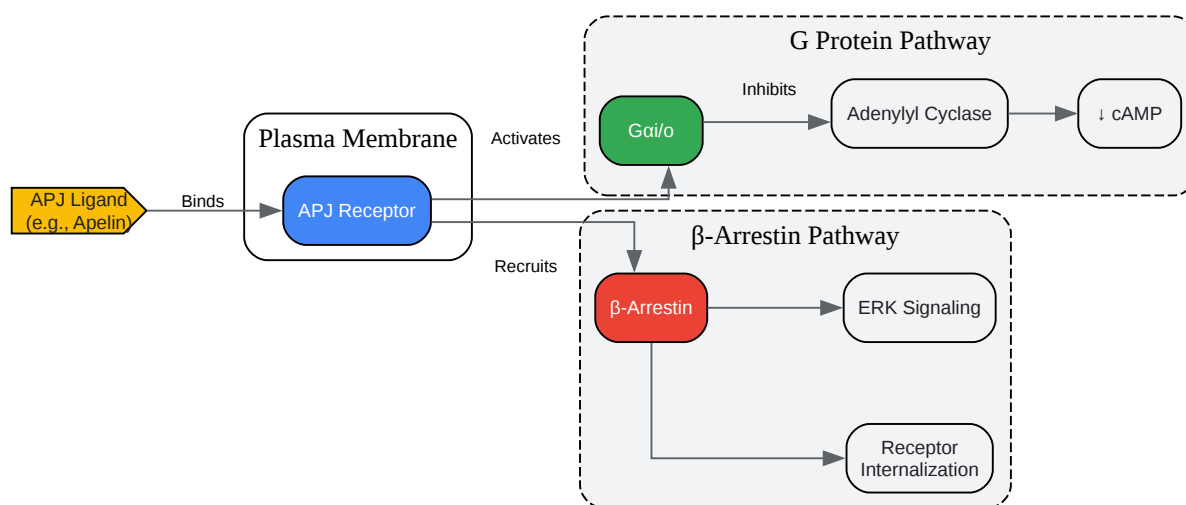 G Protein Pathway
Inhibits
Adenylyl Cyclase
↓ cAMP
Gαi/o
Plasma Membrane
Activates
APJ Ligand
(e.g., Apelin)
Binds
APJ Receptor
β-Arrestin Pathway
Recruits
β-Arrestin
ERK Signaling
Receptor
Internalization